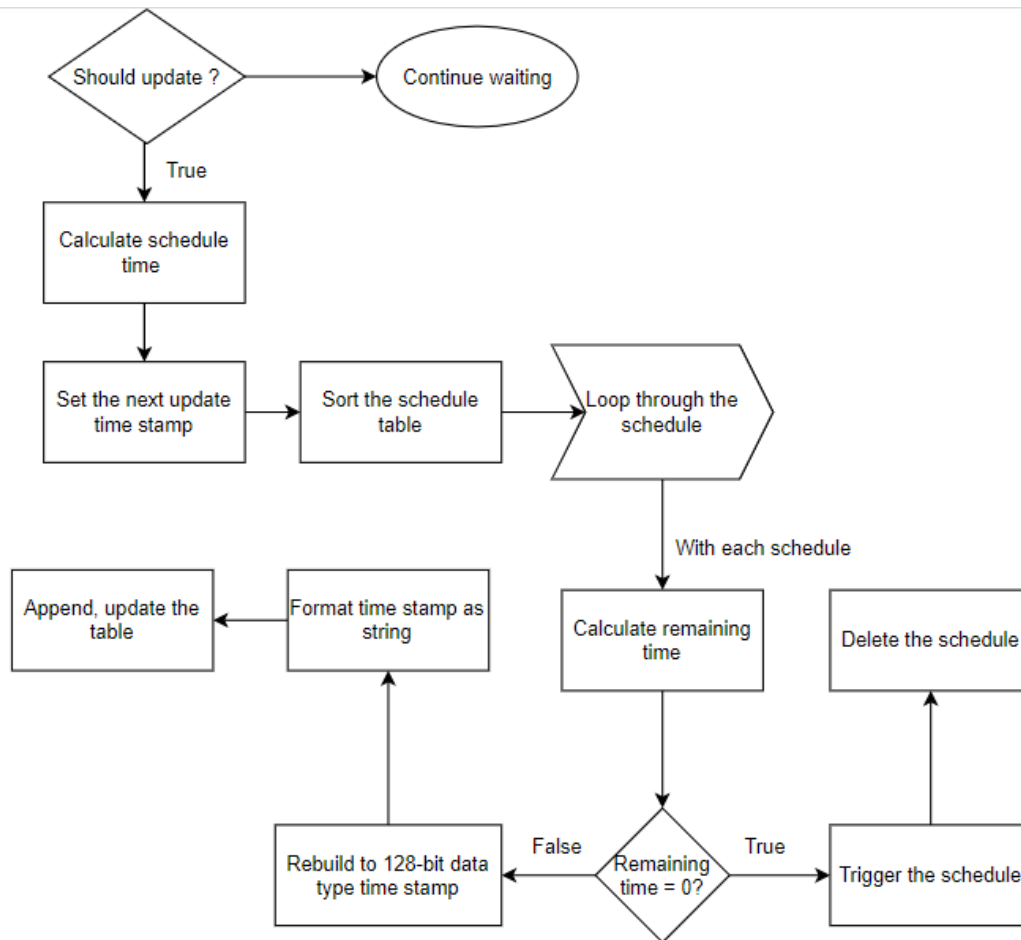 Should update ?
Continue waiting
True
Calculate schedule
time
Set the next update
time stamp
Sort the schedule
table
Loop through the
schedule
With each schedule
Append, update the
table
Format time stamp as
string
Calculate remaining
time
Delete the schedule
False
True
Rebuild to 128-bit data
type time stamp
Remaining
time = 0?
Trigger the schedule